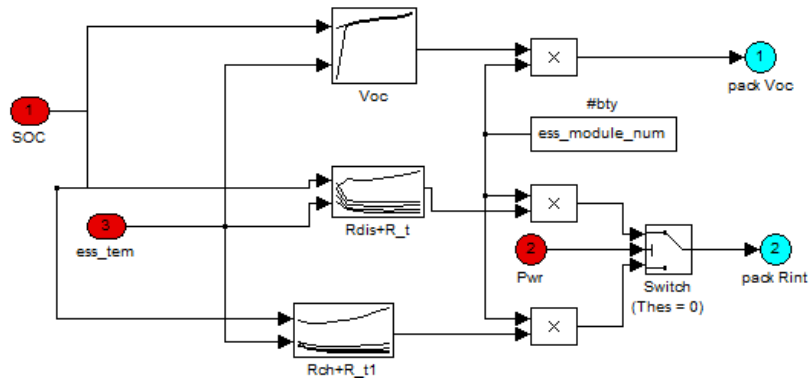 1
SOC
Voc
1
pack Voc
#bty
ess_module_num
3
ess_tem
Rdis+R_t
2
Pwr
Switch
(Thes = 0)
2
pack Rint
Rch+R_t1